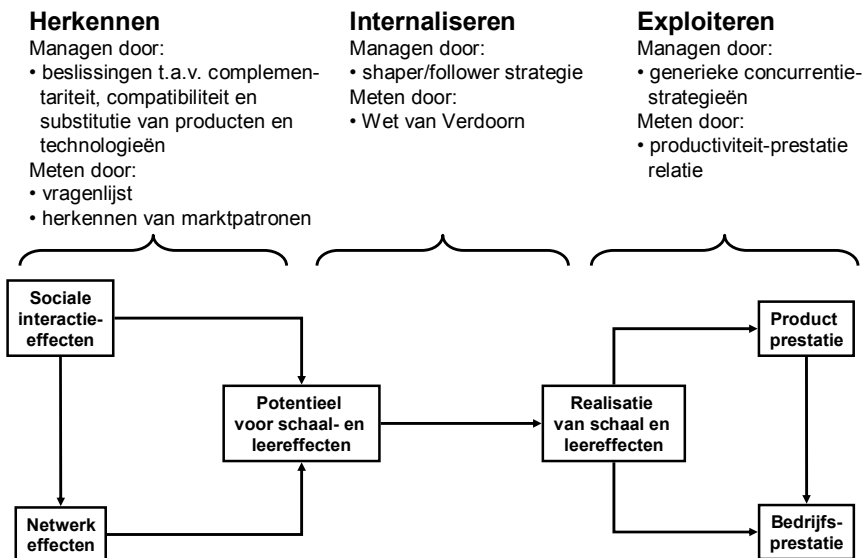 Herkennen
Managen door:
• beslissingen t.a.v. complemen-
tariteit, compatibiliteit en
substitutie van producten en
technologieën
Meten door:
• vragenlijst
• herkennen van marktpatronen
Internaliseren
Managen door:
• shaper/follower strategie
Meten door:
• Wet van Verdoorn
Exploiteren
Managen door:
• generieke concurrentie-
strategieën
Meten door:
• productiviteit-prestatie
relatie
Sociale
interactie-
effecten
Netwerk
effecten
Potentieel
voor schaal- en
leereffecten
Realisatie
van schaal en
leereffecten
Product
prestatie
Bedrijfs-
prestatie